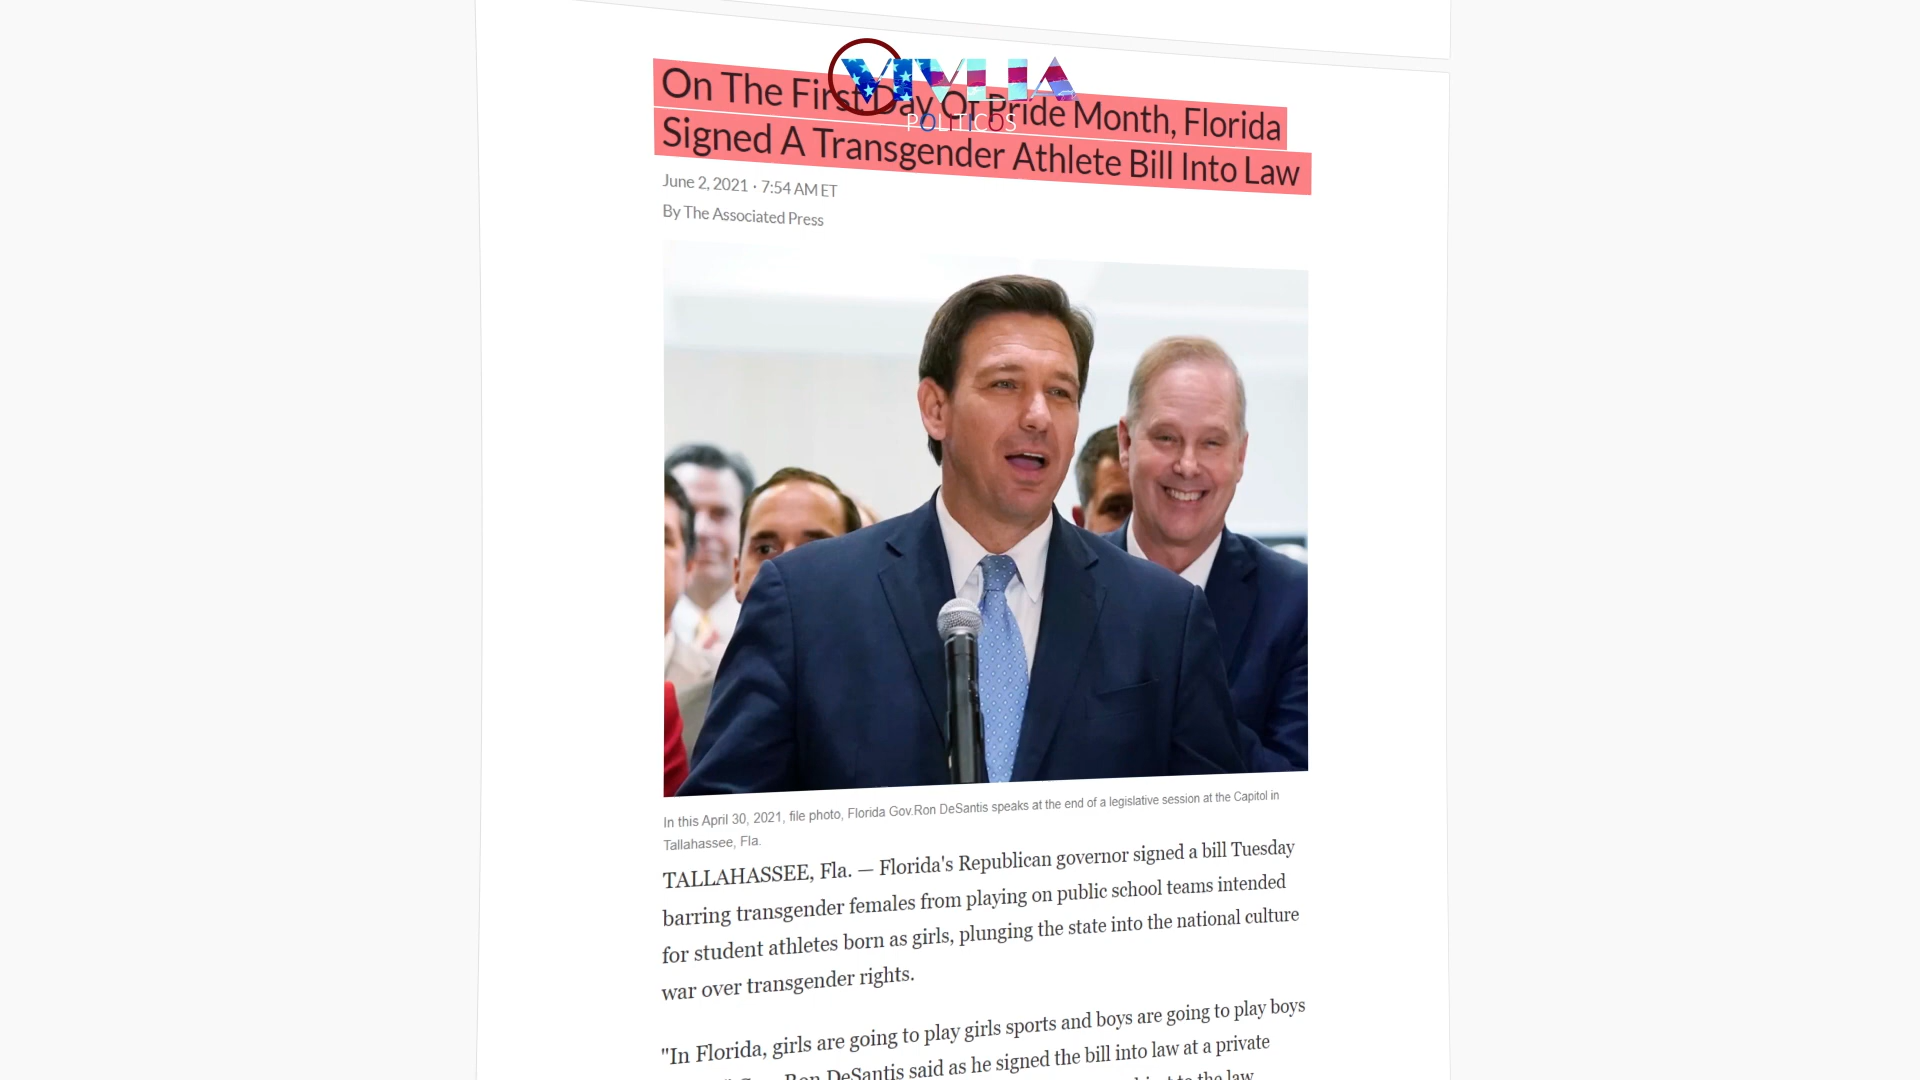 VIVLIA
POLITICOS
On The First Day Of Pride Month, Florida
Signed A Transgender Athlete Bill Into Law
June 2, 2021 · 7:54 AM ET
By The Associated Press
In this April 30, 2021, file photo, Florida Gov.Ron DeSantis speaks at the end of a legislative session at the Capitol in
Tallahassee, Fla.
TALLAHASSEE, Fla. — Florida's Republican governor signed a bill Tuesday
barring transgender females from playing on public school teams intended
for student athletes born as girls, plunging the state into the national culture
war over transgender rights.
"In Florida, girls are going to play girls sports and boys are going to play boys
Ron DeSantis said as he signed the bill into law at a private
to the law